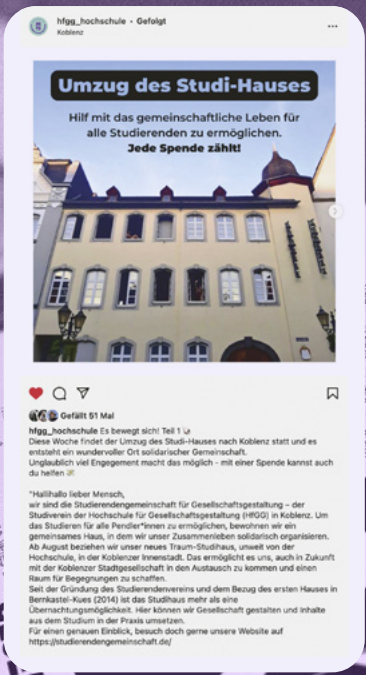 hfgg_hochschule • Gefolgt
Koblenz
Umzug des Studi-Hauses
Hilf mit das gemeinschaftliche Leben für
alle Studierenden zu ermöglichen.
Jede Spende zählt!
Gefällt 51 Mal
hfgg_hochschule Es bewegt sich! Teil 1
Diese Woche findet der Umzug des Studi-Hauses nach Koblenz statt und es
entsteht ein wundervoller Ort solidarischer Gemeinschaft.
Unglaublich viel Engagement macht das möglich - mit einer Spende kannst auch
du helfen
"Hallihallo lieber Mensch,
wir sind die Studierendengemeinschaft für Gesellschaftsgestaltung – der
Studiverein der Hochschule für Gesellschaftsgestaltung (HfGG) in Koblenz. Um
das Studieren für alle Pendler*innen zu ermöglichen, bewohnen wir ein
gemeinsames Haus, in dem wir unser Zusammenleben solidarisch organisieren.
Ab August beziehen wir unser neues Traum-Studihaus, unweit von der
Hochschule, in der Koblenzer Innenstadt. Das ermöglicht es uns, auch in Zukunft
mit der Koblenzer Stadtgesellschaft in den Austausch zu kommen und einen
Raum für Begegnungen zu schaffen.
Seit der Gründung des Studierendenvereins und dem Bezug des ersten Hauses in
Bernkastel-Kues (2014) ist das Studihaus mehr als eine
Übernachtungsmöglichkeit. Hier können wir Gesellschaft gestalten und Inhalte
aus dem Studium in der Praxis umsetzen.
Für einen genauen Einblick, besuch doch gerne unsere Website auf
https://studierendengemeinschaft.de/